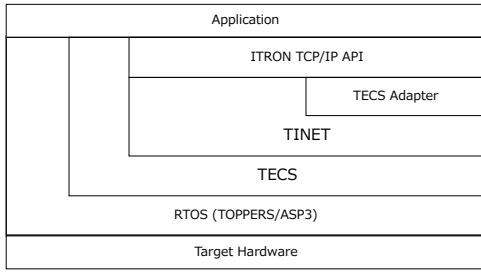 Application
ITRON TCP/IP API
TECS Adapter
TINET
TECS
RTOS (TOPPERS/ASP3)
Target Hardware